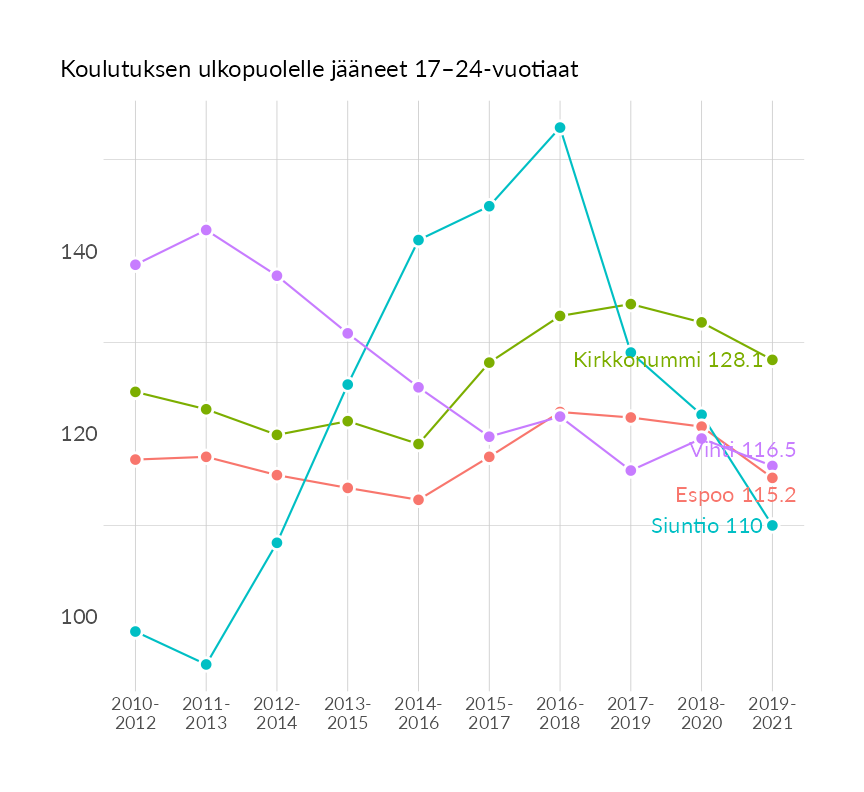 Koulutuksen ulkopuolelle jääneet 17–24-vuotiaat
140
120
100
Kirkkonummi 128.1
Vihti 116.5
Espoo 115.2
Siuntio 110
2010- 2011- 2012- 2013- 2014- 2015- 2016- 2017- 2018- 2019-
2012 2013 2014 2015 2016 2017 2018 2019 2020 2021